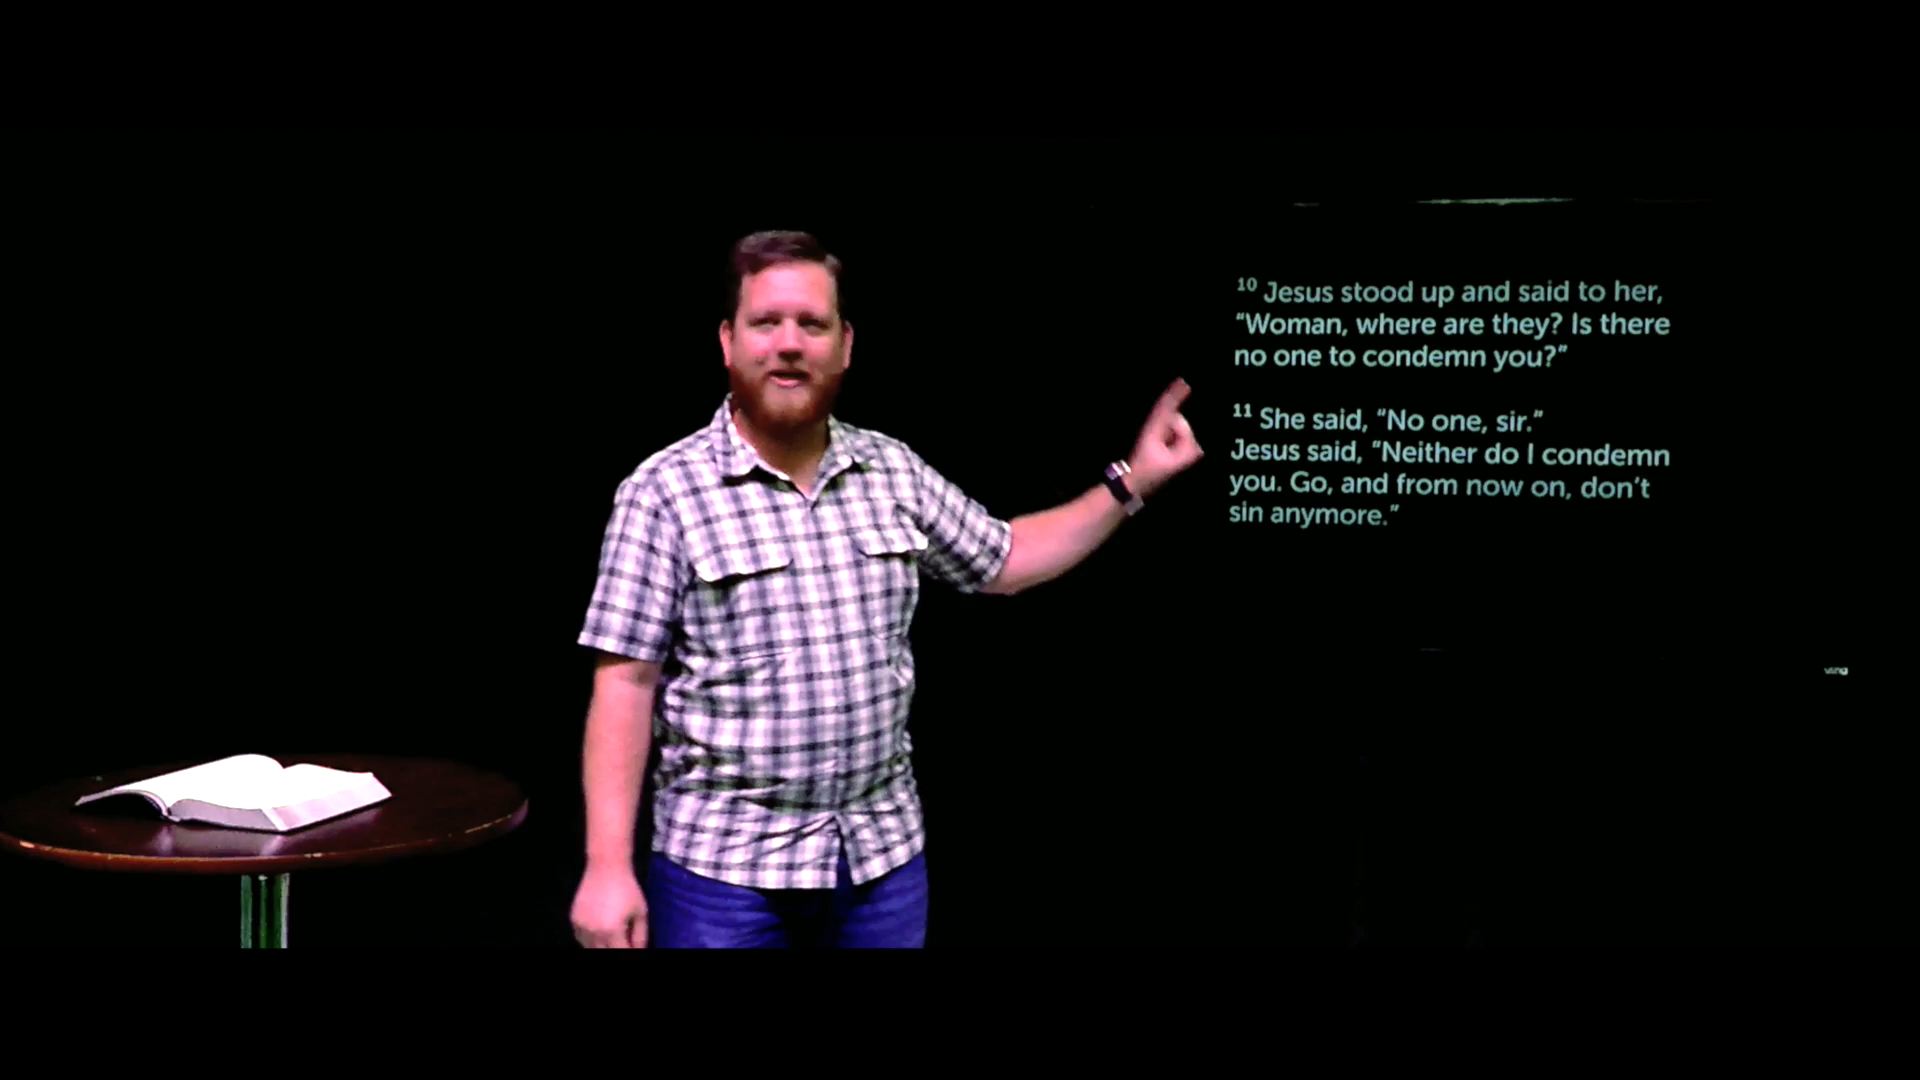 10 Jesus stood up and said to her,
“Woman, where are they? Is there
no one to condemn you?”
11 She said, “No one, sir.”
Jesus said, “Neither do I condemn
you. Go, and from now on, don’t
sin anymore.”